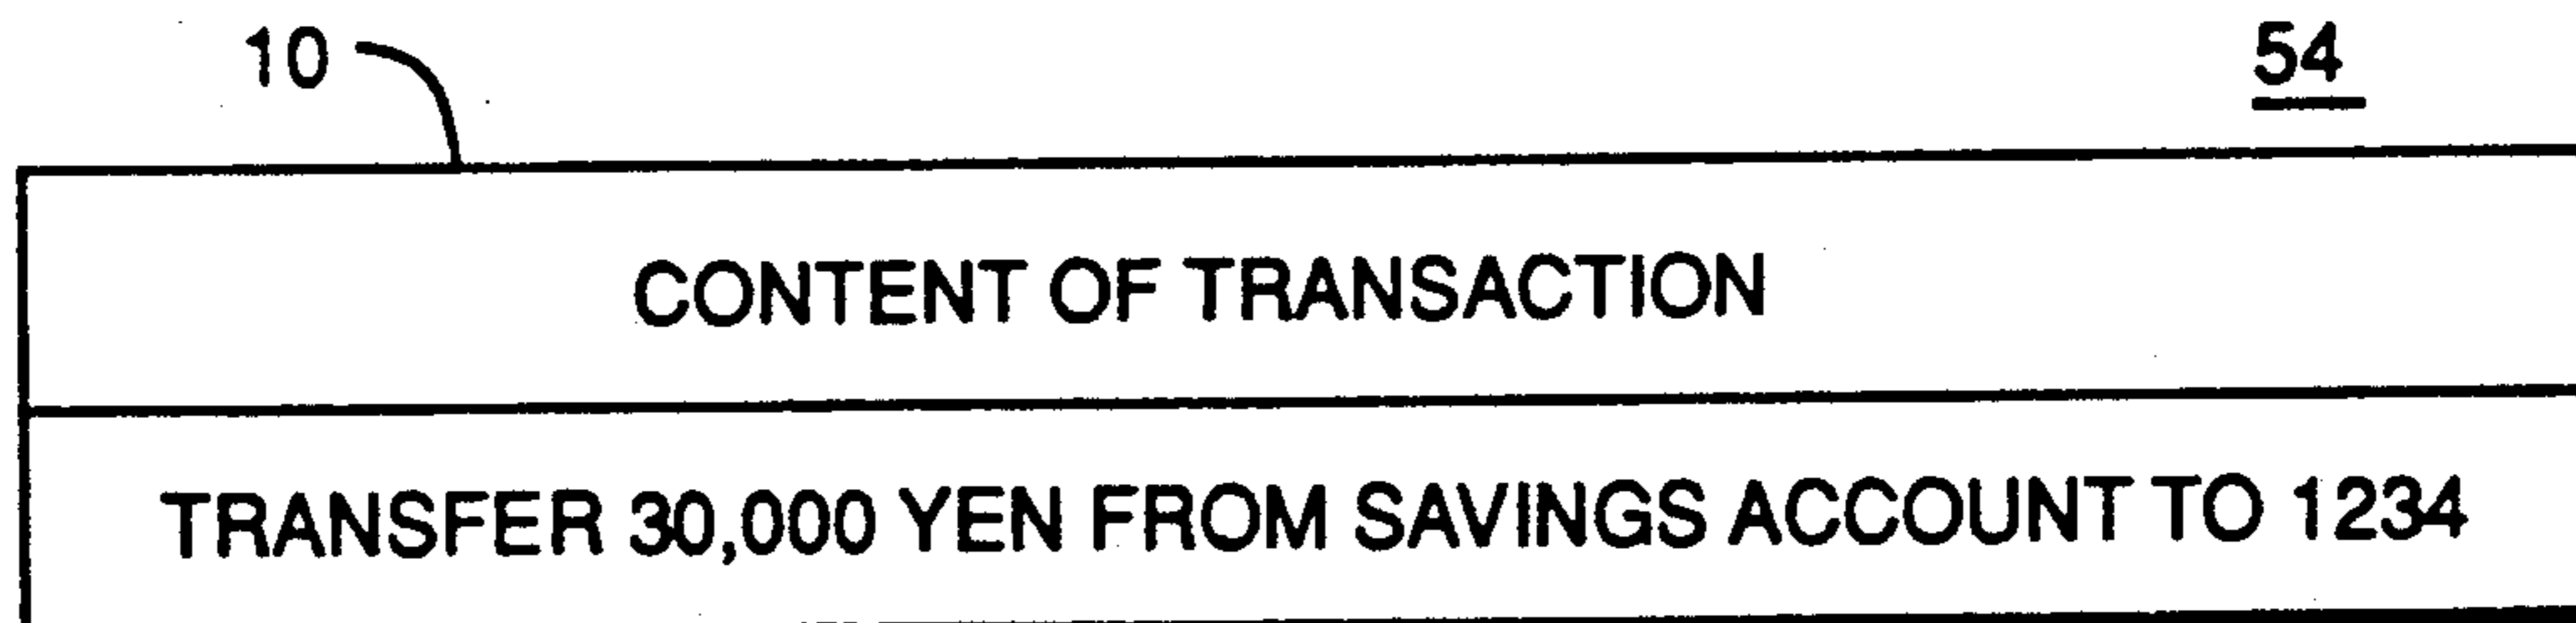 10 54
CONTENT OF TRANSACTION
TRANSFER 30,000 YEN FROM SAVINGS ACCOUNT TO 1234